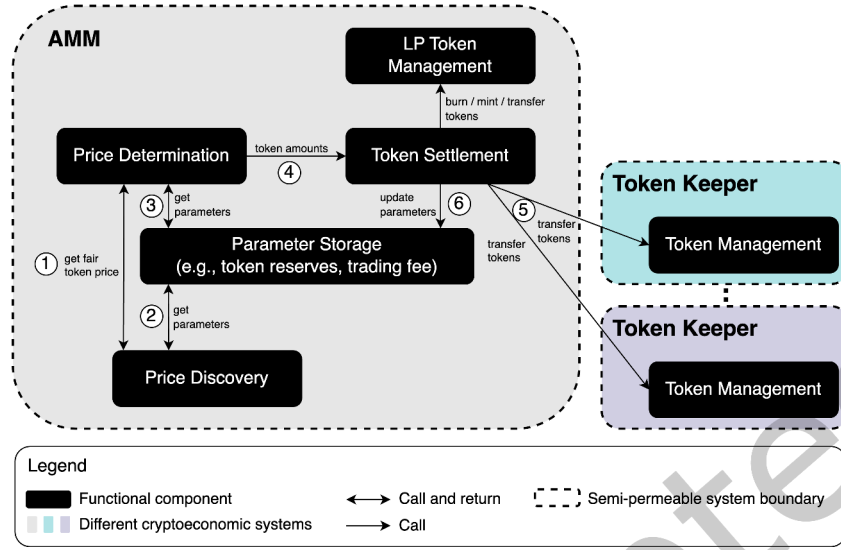 AMM
LP Token
Management
burn / mint / transfer
tokens
Price Determination
token amounts
4
Token Settlement
3
get
parameters
update
parameters
6
5
transfer
tokens
transfer
tokens
1
get fair
token price
Parameter Storage
(e.g., token reserves, trading fee)
2
get
parameters
Price Discovery
Token Keeper
Token Management
Token Keeper
Token Management
Legend
Functional component
Call and return
Semi-permeable system boundary
Different cryptoeconomic systems
Call